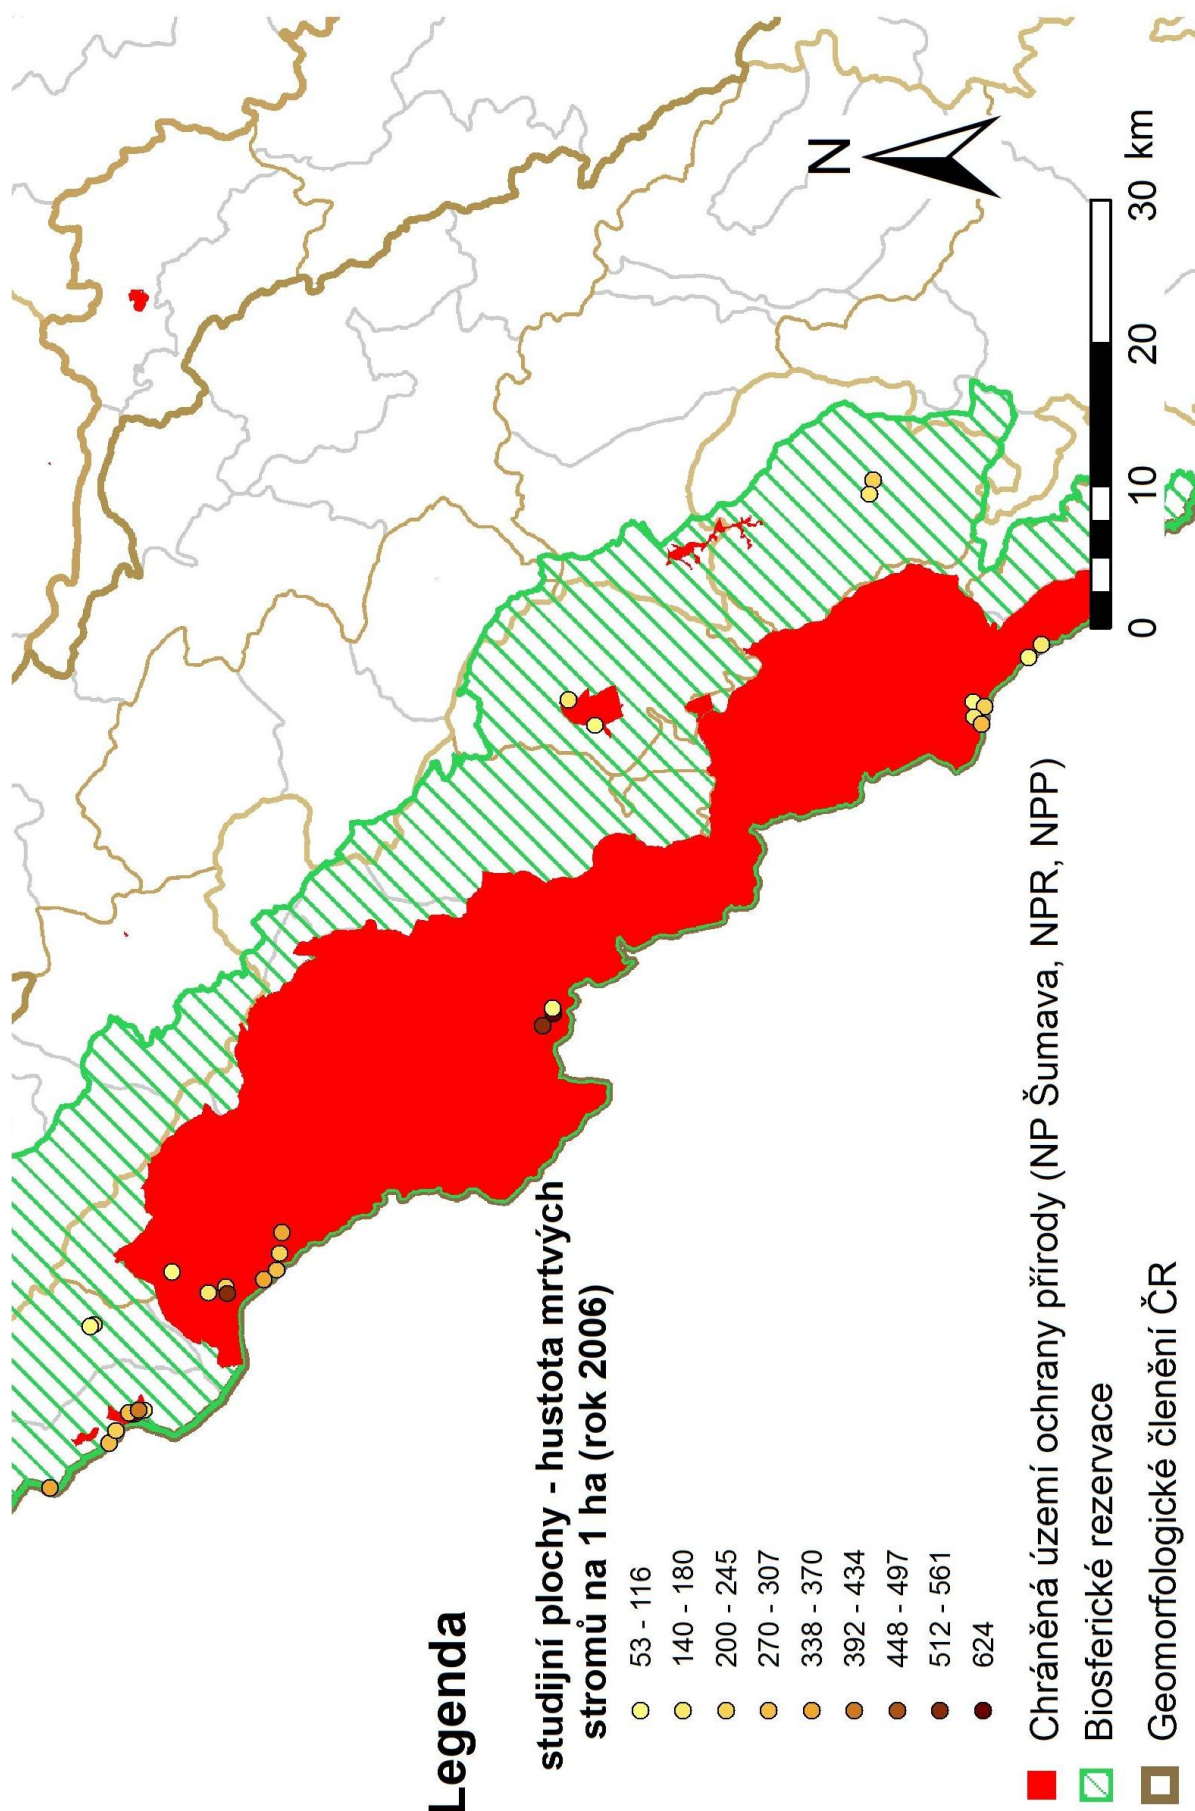 N
0 10 20 30 km
Legenda
studijní plochy - hustota mrtvých
stromů na 1 ha (rok 2006)
53 - 116
140 - 180
200 - 245
270 - 307
338 - 370
392 - 434
448 - 497
512 - 561
624
Chráněná území ochrany přírody (NP Šumava, NPR, NPP)
Biosferické rezervace
Geomorfologické členění ČR